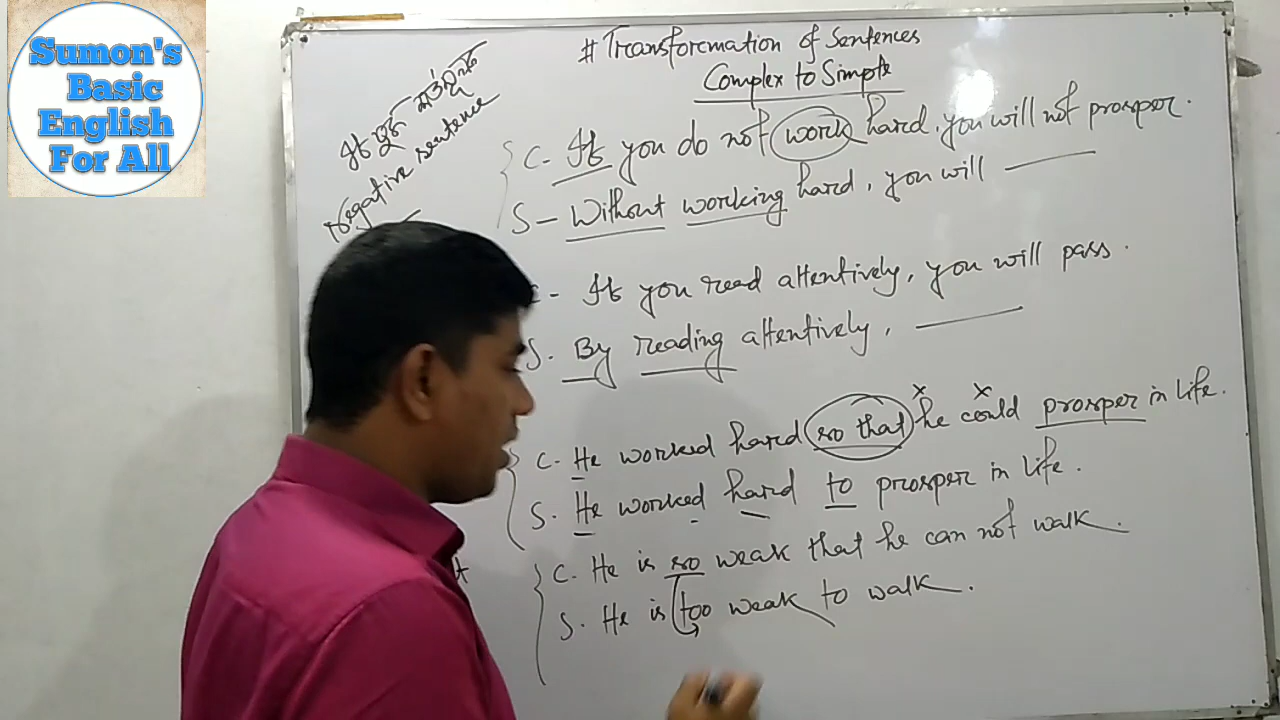 Sumon's
Basic
English
For All
# Transformation of Sentences
Complex to Simple
If যুক্ত
Negative sentence
C - If you do not work hard, you will not prosper.
S - Without working hard, you will ———
- If you read attentively, you will pass.
S. By reading attentively, ———
C. He worked hard so that he could prosper in life.
S. He worked hard to prosper in life.
C. He is so weak that he can not walk.
S. He is too weak to walk.